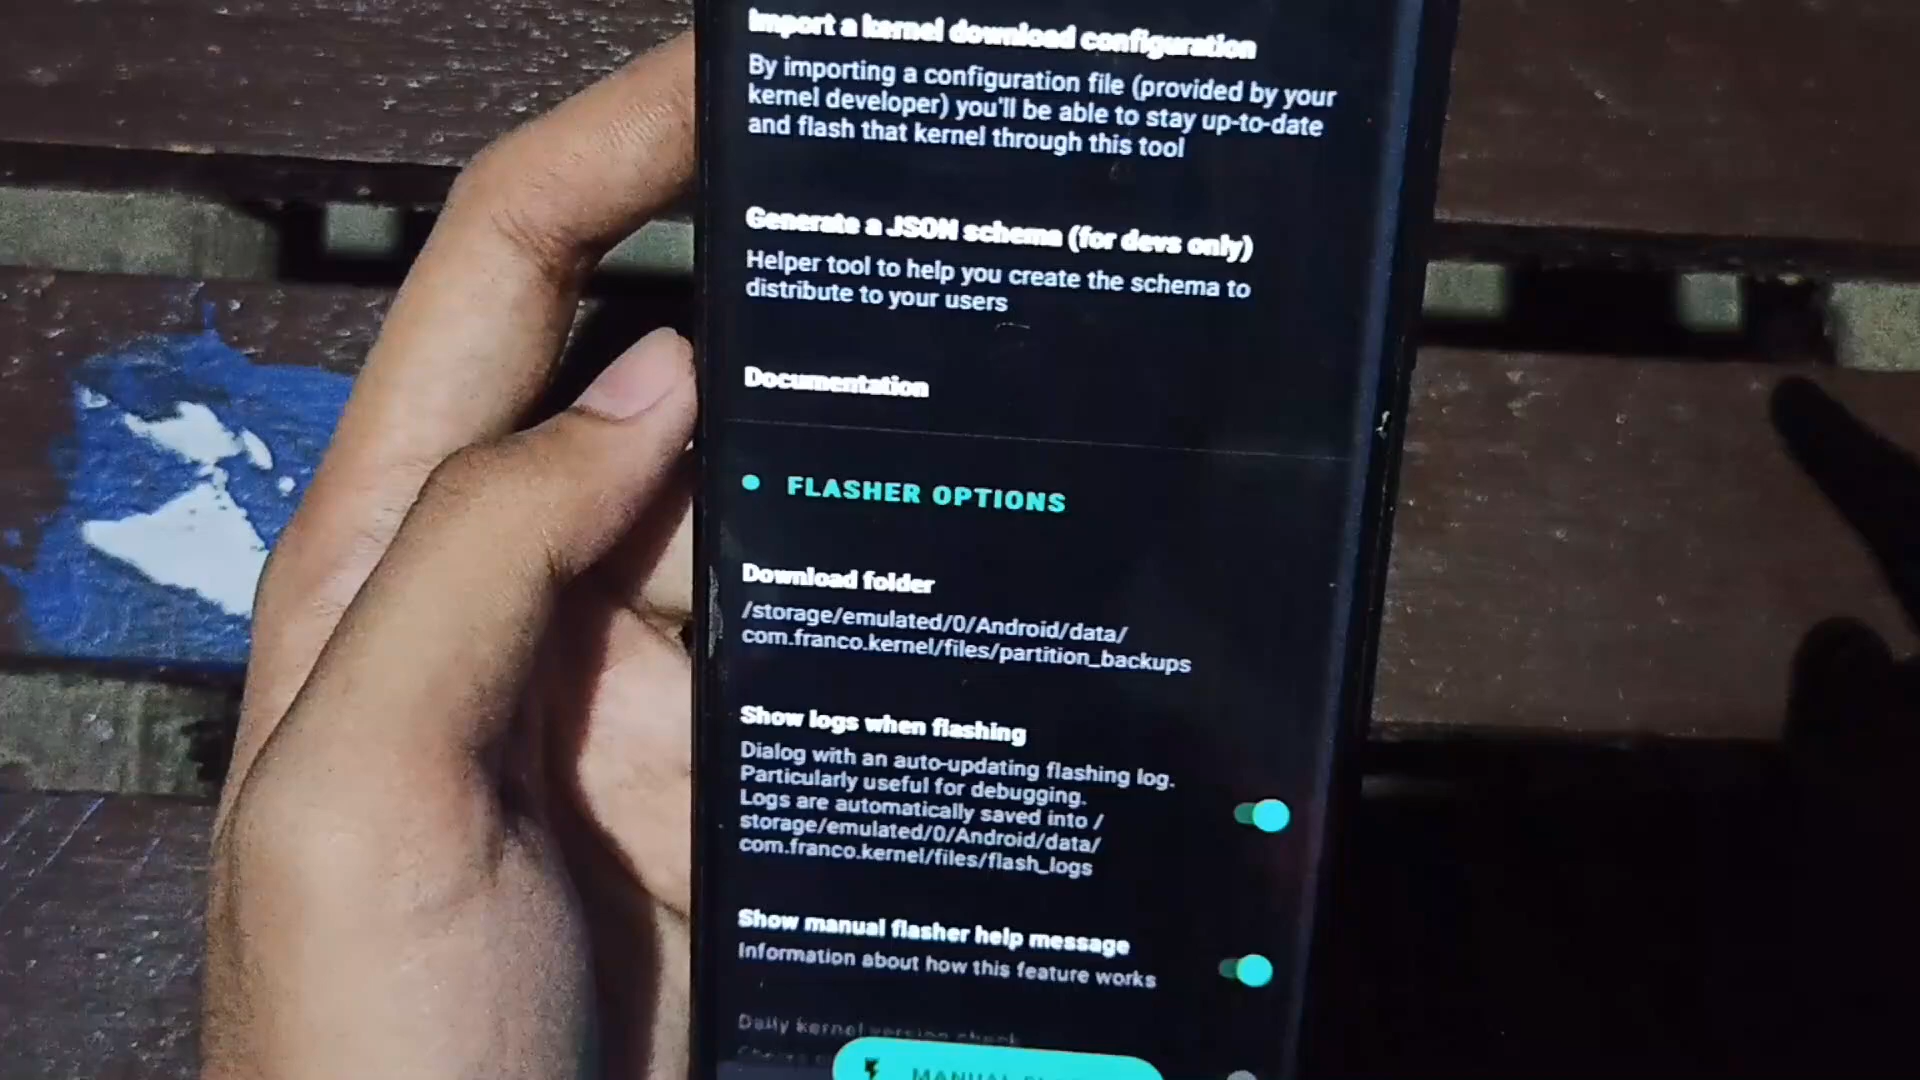 Import a kernel download configuration
By importing a configuration file (provided by your
kernel developer) you'll be able to stay up-to-date
and flash that kernel through this tool
Generate a JSON schema (for devs only)
Helper tool to help you create the schema to
distribute to your users
Documentation
FLASHER OPTIONS
Download folder
/storage/emulated/0/Android/data/
com.franco.kernel/files/partition_backups
Show logs when flashing
Dialog with an auto-updating flashing log.
Particularly useful for debugging.
Logs are automatically saved into /
storage/emulated/0/Android/data/
com.franco.kernel/files/flash_logs
Show manual flasher help message
Information about how this feature works
Daily kernel version check
MANUAL